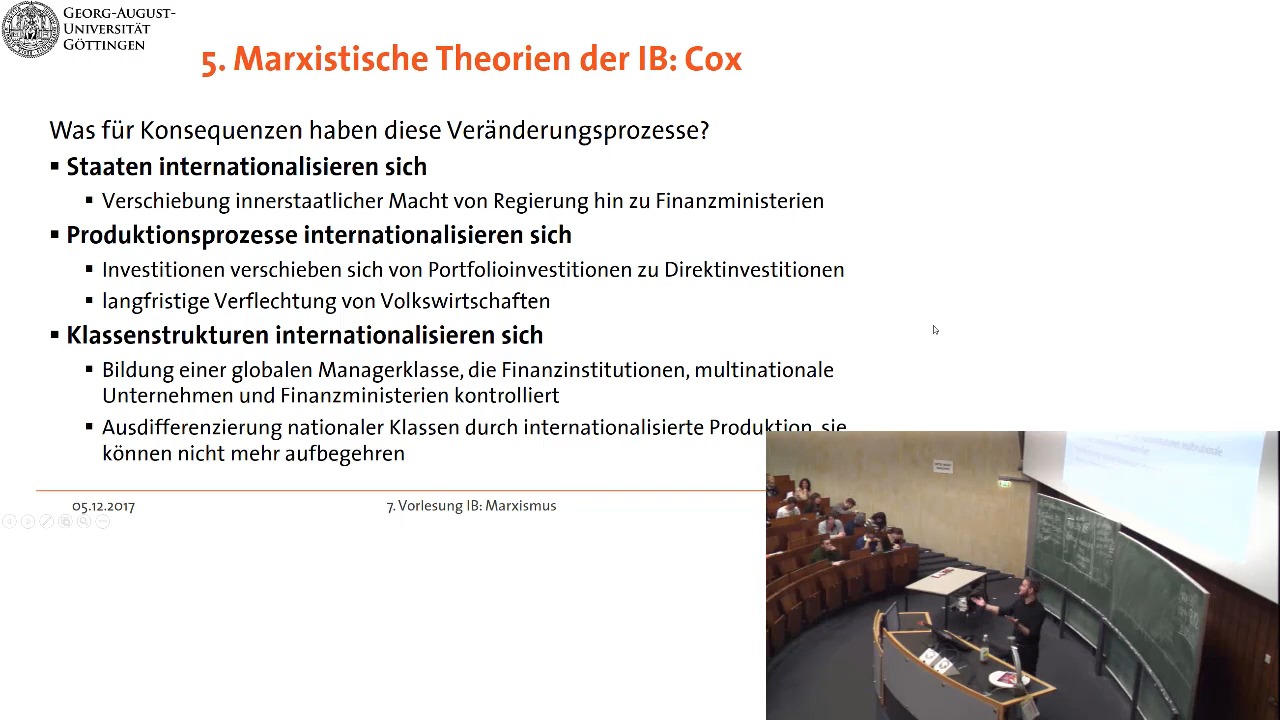 GEORG-AUGUST-
UNIVERSITÄT
GÖTTINGEN
5. Marxistische Theorien der IB: Cox
Was für Konsequenzen haben diese Veränderungsprozesse?
▪ Staaten internationalisieren sich
▪ Verschiebung innerstaatlicher Macht von Regierung hin zu Finanzministerien
▪ Produktionsprozesse internationalisieren sich
▪ Investitionen verschieben sich von Portfolioinvestitionen zu Direktinvestitionen
▪ langfristige Verflechtung von Volkswirtschaften
▪ Klassenstrukturen internationalisieren sich
▪ Bildung einer globalen Managerklasse, die Finanzinstitutionen, multinationale
Unternehmen und Finanzministerien kontrolliert
▪ Ausdifferenzierung nationaler Klassen durch internationalisierte Produktion, sie
können nicht mehr aufbegehren
05.12.2017
7. Vorlesung IB: Marxismus